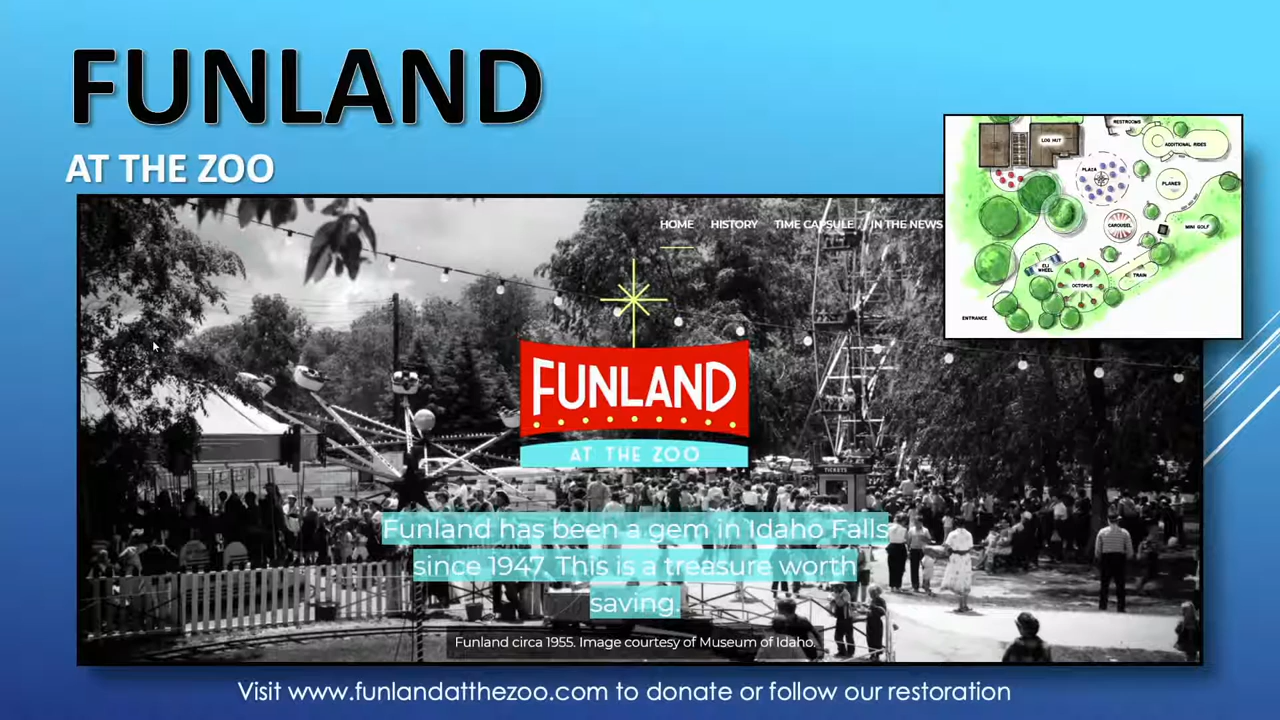 FUNLAND
AT THE ZOO
HOME HISTORY TIME CAPSULE IN THE NEWS
RESTROOMS
LOG HUT
ADDITIONAL RIDES
PLAZA
PLANES
CAROUSEL
MINI GOLF
ELI
WHEEL
TRAIN
OCTOPUS
ENTRANCE
FUNLAND
AT THE ZOO
TICKETS
Funland has been a gem in Idaho Falls
since 1947. This is a treasure worth
saving.
Funland circa 1955. Image courtesy of Museum of Idaho.
Visit www.funlandatthezoo.com to donate or follow our restoration